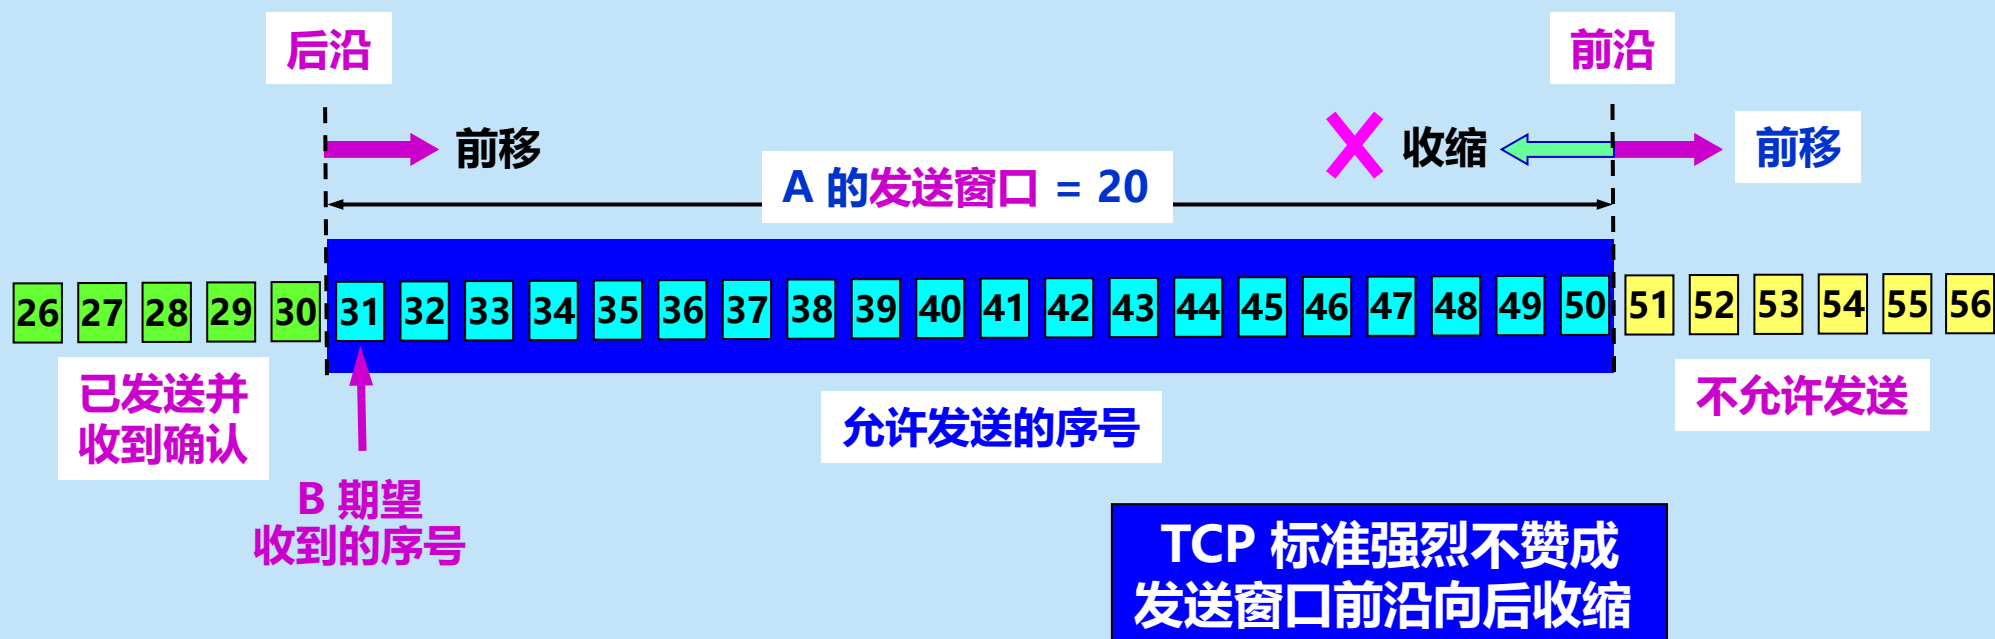 后沿
前沿
前移
收缩
前移
A 的发送窗口 = 20
26 27 28 29 30 31 32 33 34 35 36 37 38 39 40 41 42 43 44 45 46 47 48 49 50 51 52 53 54 55 56
已发送并
收到确认
允许发送的序号
不允许发送
B 期望
收到的序号
TCP 标准强烈不赞成
发送窗口前沿向后收缩